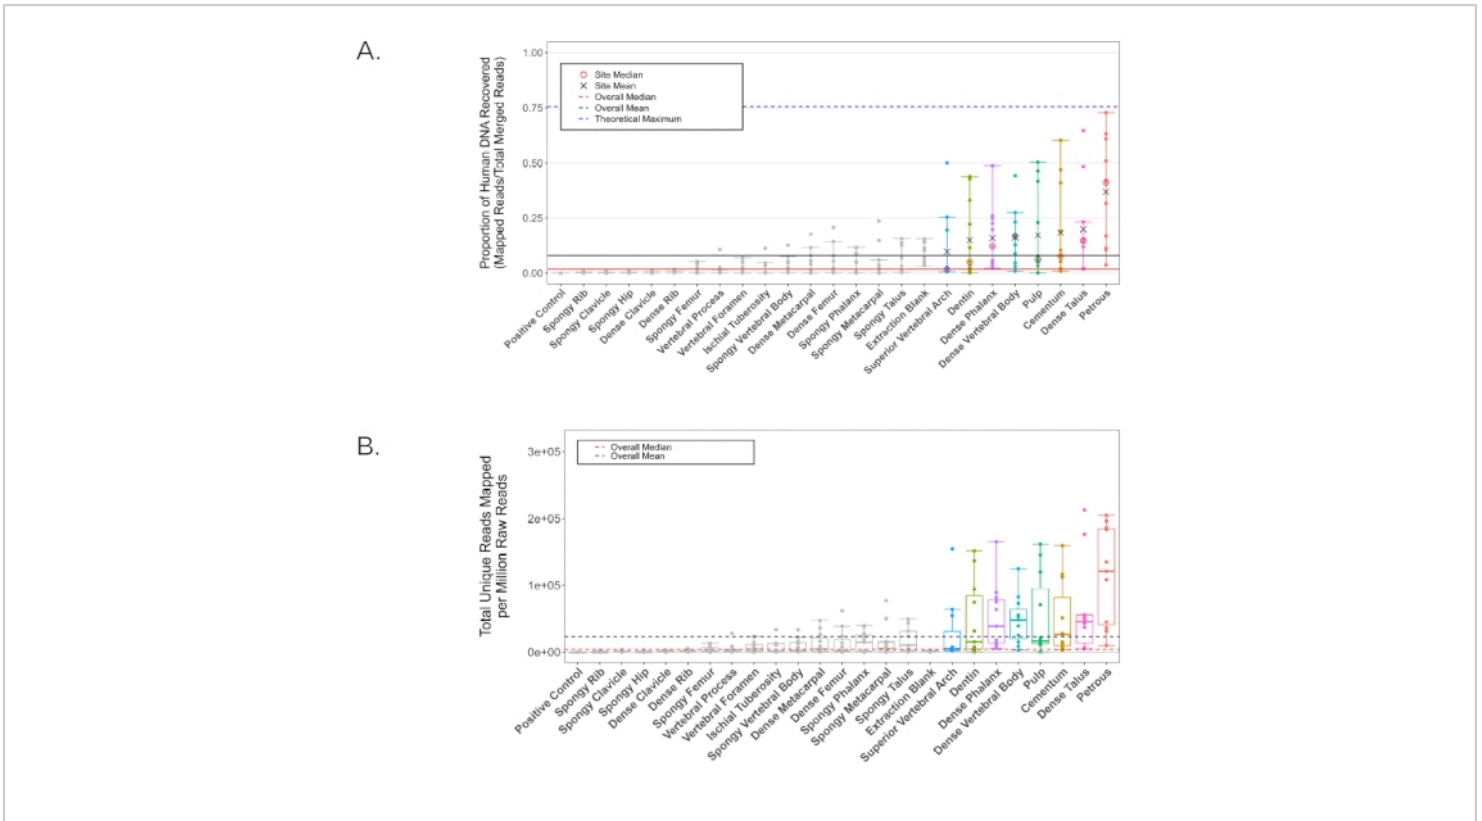 A.
Proportion of Human DNA Recovered
(Mapped Reads/Total Merged Reads)
1.00
0.75
0.50
0.25
0.00
Site Median
Site Mean
Overall Median
Overall Mean
Theoretical Maximum
Positive Control
Spongy Rib
Spongy Clavicle
Spongy Hip
Dense Clavicle
Dense Rib
Spongy Femur
Vertebral Process
Vertebral Foramen
Ischial Tuberosity
Spongy Vertebral Body
Dense Metacarpal
Dense Femur
Spongy Phalanx
Spongy Metacarpal
Spongy Talus
Extraction Blank
Superior Vertebral Arch
Dentin
Dense Phalanx
Dense Vertebral Body
Pulp
Cementum
Dense Talus
Petrous
B.
Total Unique Reads Mapped
per Million Raw Reads
3e+05
2e+05
1e+05
0e+00
Overall Median
Overall Mean
Positive Control
Spongy Rib
Spongy Clavicle
Spongy Hip
Dense Clavicle
Dense Rib
Spongy Femur
Vertebral Process
Vertebral Foramen
Ischial Tuberosity
Spongy Vertebral Body
Dense Metacarpal
Dense Femur
Spongy Phalanx
Spongy Metacarpal
Spongy Talus
Extraction Blank
Superior Vertebral Arch
Dentin
Dense Phalanx
Dense Vertebral Body
Pulp
Cementum
Dense Talus
Petrous